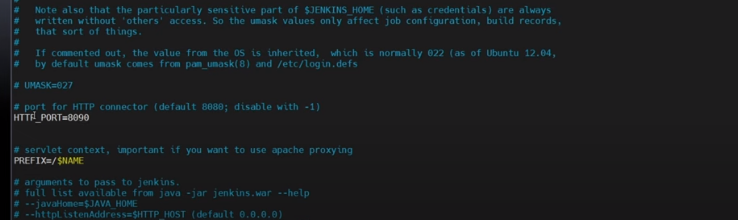 #
#   Note also that the particularly sensitive part of $JENKINS_HOME (such as credentials) are always
#   written without 'others' access. So the umask values only affect job configuration, build records,
#   that sort of things.
#
#   If commented out, the value from the OS is inherited,  which is normally 022 (as of Ubuntu 12.04,
#   by default umask comes from pam_umask(8) and /etc/login.defs

# UMASK=027

# port for HTTP connector (default 8080; disable with -1)
HTTP_PORT=8090

# servlet context, important if you want to use apache proxying
PREFIX=/$NAME

# arguments to pass to jenkins.
# full list available from java -jar jenkins.war --help
# --javaHome=$JAVA_HOME
# --httpListenAddress=$HTTP_HOST (default 0.0.0.0)